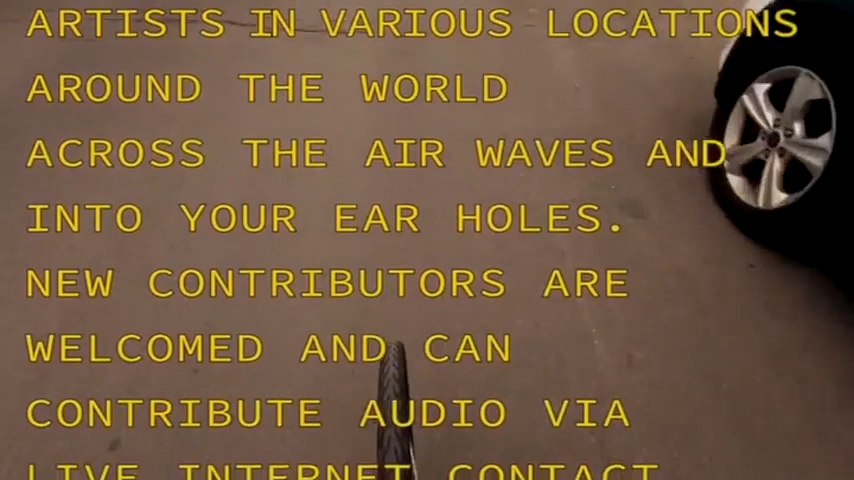 ARTISTS IN VARIOUS LOCATIONS
AROUND THE WORLD
ACROSS THE AIR WAVES AND
INTO YOUR EAR HOLES.
NEW CONTRIBUTORS ARE
WELCOMED AND CAN
CONTRIBUTE AUDIO VIA
LIVE INTERNET CONTACT